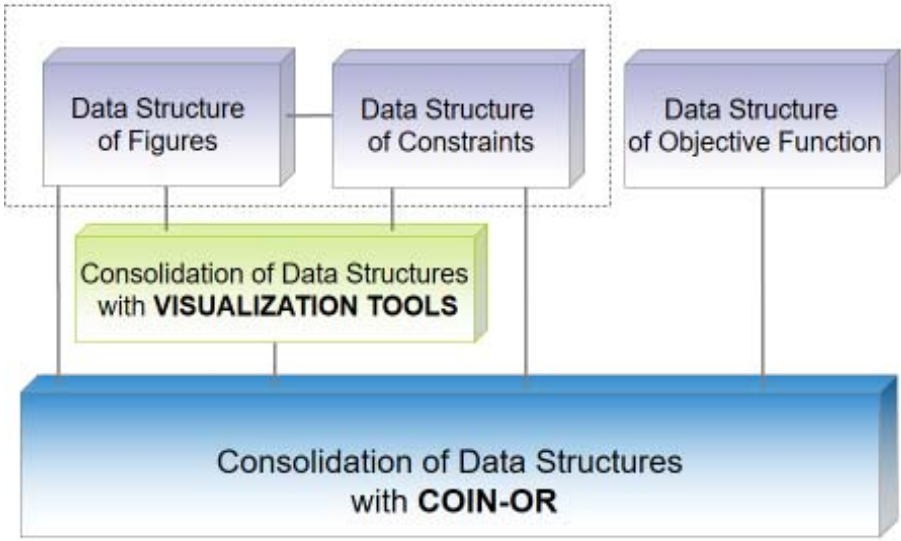 Data Structure
of Figures
Data Structure
of Constraints
Data Structure
of Objective Function
Consolidation of Data Structures
with VISUALIZATION TOOLS
Consolidation of Data Structures
with COIN-OR